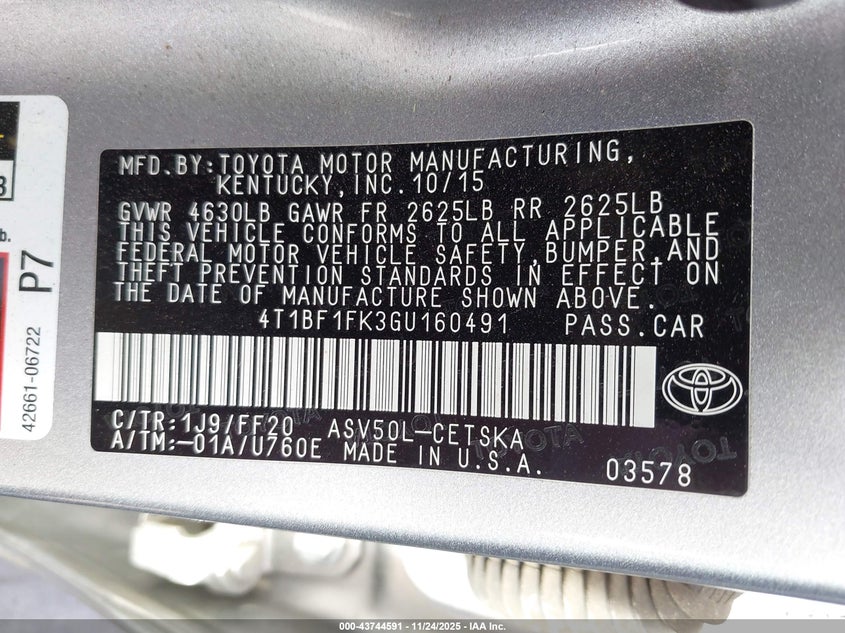 MFD.BY:TOYOTA MOTOR MANUFACTURING,
KENTUCKY,INC.10/15
GVWR 4630LB GAWR FR 2625LB RR 2625LB
THIS VEHICLE CONFORMS TO ALL APPLICABLE
FEDERAL MOTOR VEHICLE SAFETY,BUMPER,AND
THEFT PREVENTION STANDARDS IN EFFECT ON
THE DATE OF MANUFACTURE SHOWN ABOVE.
4T1BF1FK3GU160491 PASS.CAR
C/TR:1J9/FF20 ASV50L-CETSKA
A/TM:-01A/U760E MADE IN U.S.A. 03578
TOYOTA
3
b.
P7
42661-06722
000-43744591 - 11/24/2025 - IAA Inc.